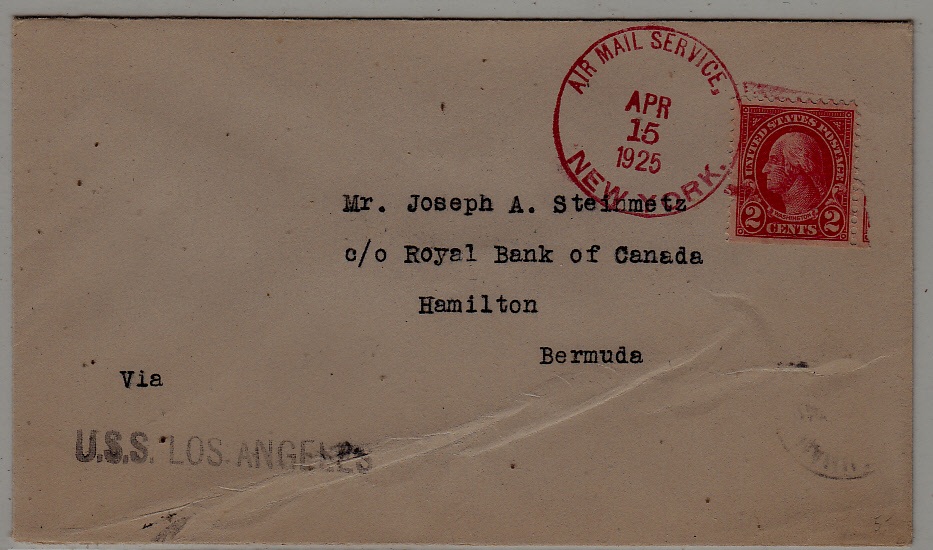 AIR MAIL SERVICE,
APR
15
1925
NEW YORK.
UNITED STATES POSTAGE
WASHINGTON
2 CENTS 2
Mr. Joseph A. Steinmetz
c/o Royal Bank of Canada
Hamilton
Bermuda
Via
U.S.S. LOS ANGELES